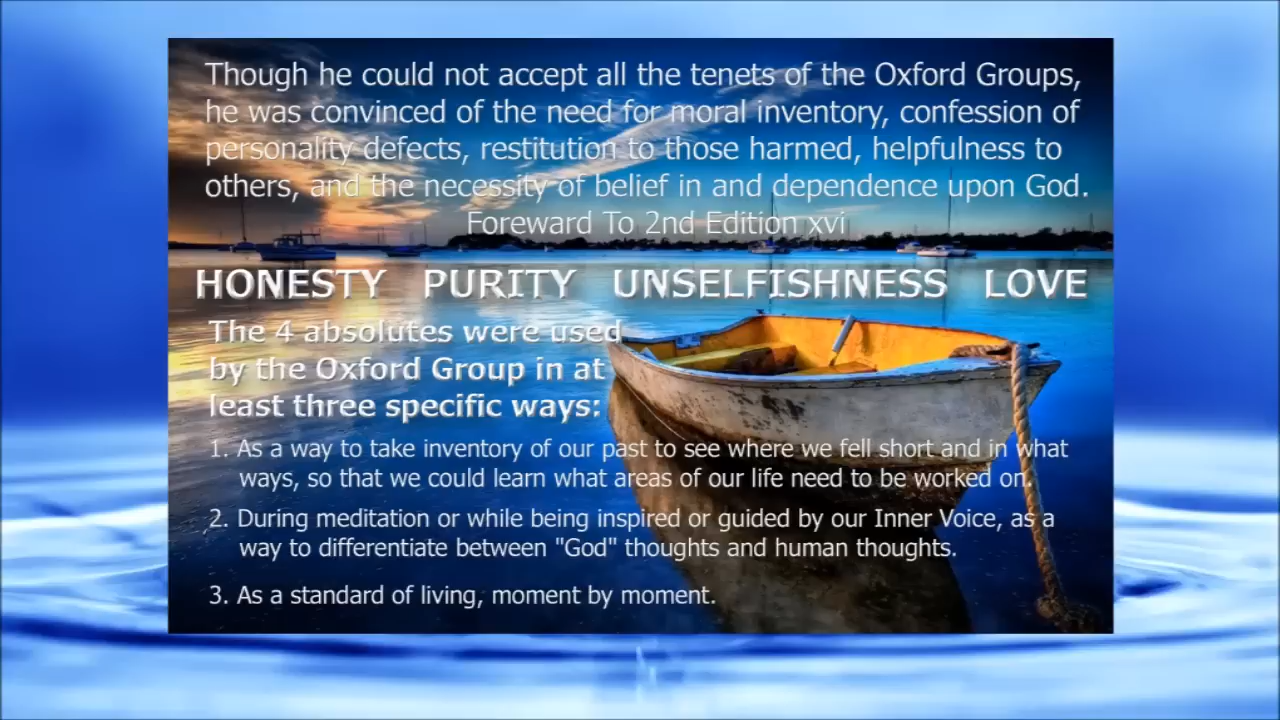 Though he could not accept all the tenets of the Oxford Groups,
he was convinced of the need for moral inventory, confession of
personality defects, restitution to those harmed, helpfulness to
others, and the necessity of belief in and dependence upon God.
Foreward To 2nd Edition xvi
HONESTY PURITY UNSELFISHNESS LOVE
The 4 absolutes were used
by the Oxford Group in at
least three specific ways:
1. As a way to take inventory of our past to see where we fell short and in what
ways, so that we could learn what areas of our life need to be worked on.
2. During meditation or while being inspired or guided by our Inner Voice, as a
way to differentiate between "God" thoughts and human thoughts.
3. As a standard of living, moment by moment.